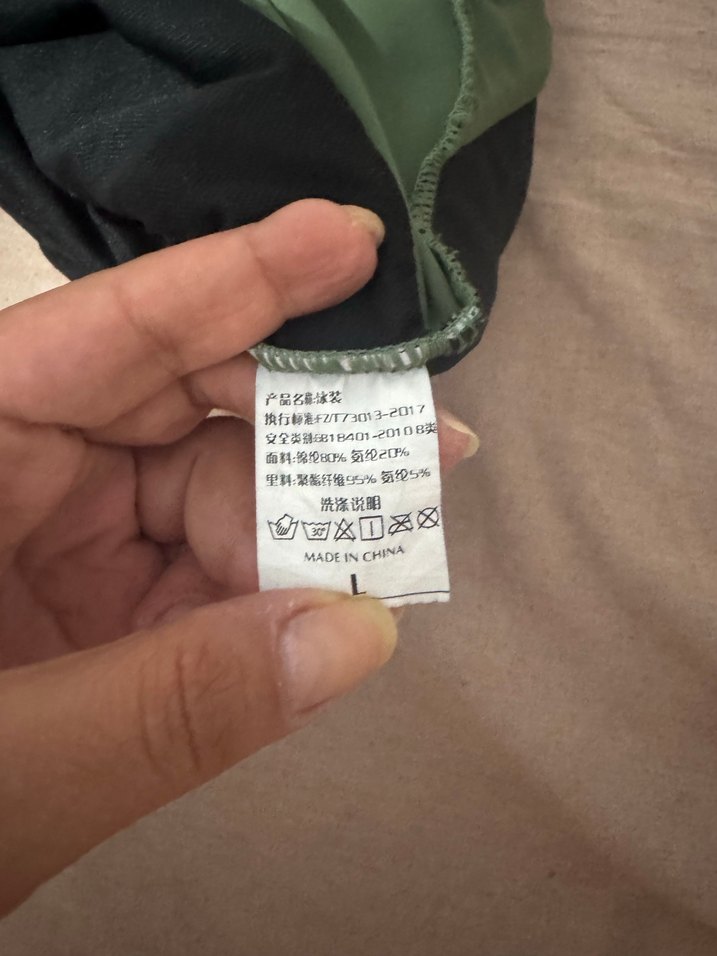 产品名称:泳装
执行标准:FZ/T73013-2017
安全类别:GB18401-2010 B类
面料:锦纶80% 氨纶20%
里料:聚酯纤维95% 氨纶5%
洗涤说明
30°
MADE IN CHINA
L